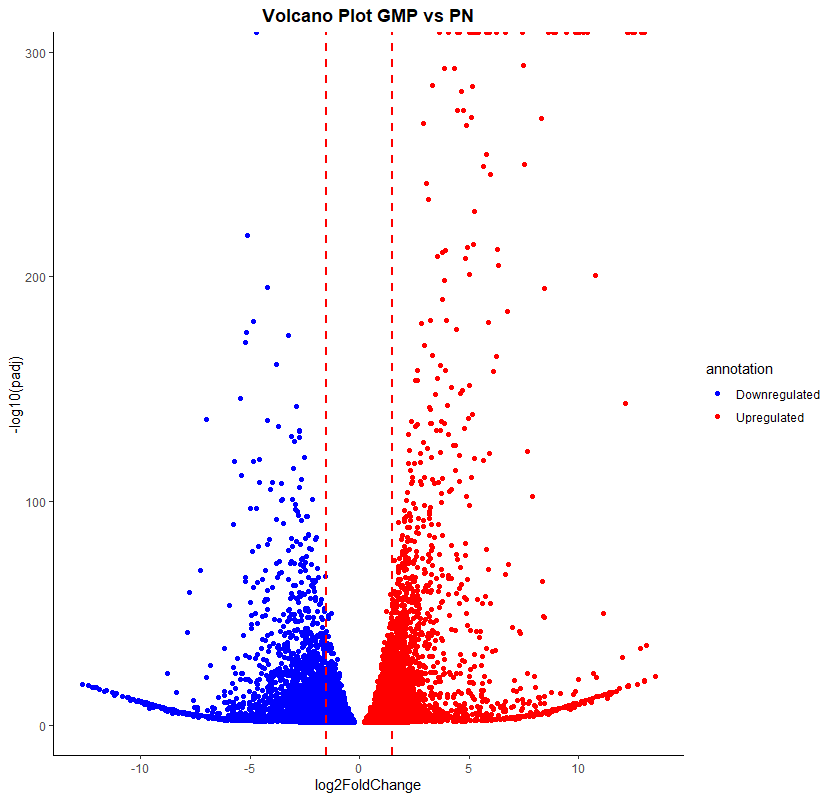 Volcano Plot GMP vs PN
300
200
100
0
-log10(padj)
-10
-5
0
5
10
log2FoldChange
annotation
Downregulated
Upregulated